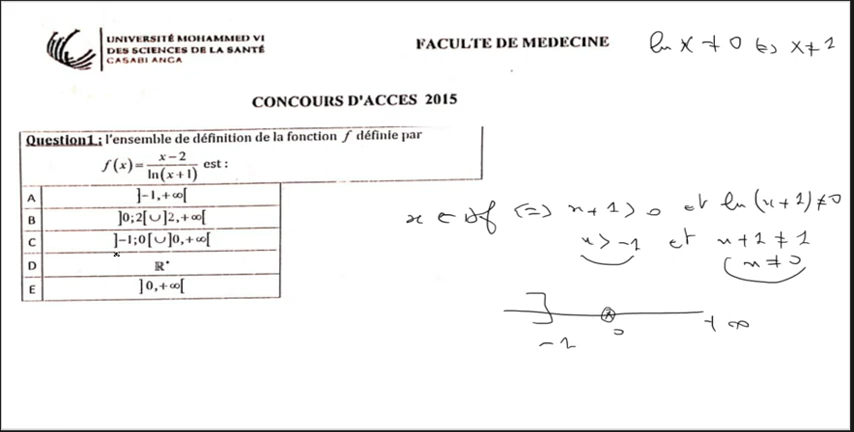 UNIVERSITÉ MOHAMMED VI
DES SCIENCES DE LA SANTÉ
CASABLANCA
FACULTE DE MEDECINE
ln x ≠ 0 ⟺ x ≠ 1
CONCOURS D'ACCES 2015
Question1 : l'ensemble de définition de la fonction f définie par
f(x)=(x−2)/ln(x+1) est :
A ]−1,+∞[
B ]0;2[∪]2,+∞[
C ]−1;0[∪]0,+∞[
D ℝ*
E ]0,+∞[
x ∈ Df ⟺ x+1>0 et ln(x+1)≠0
x>-1 et x+1≠1
x≠0
-1 0 +∞